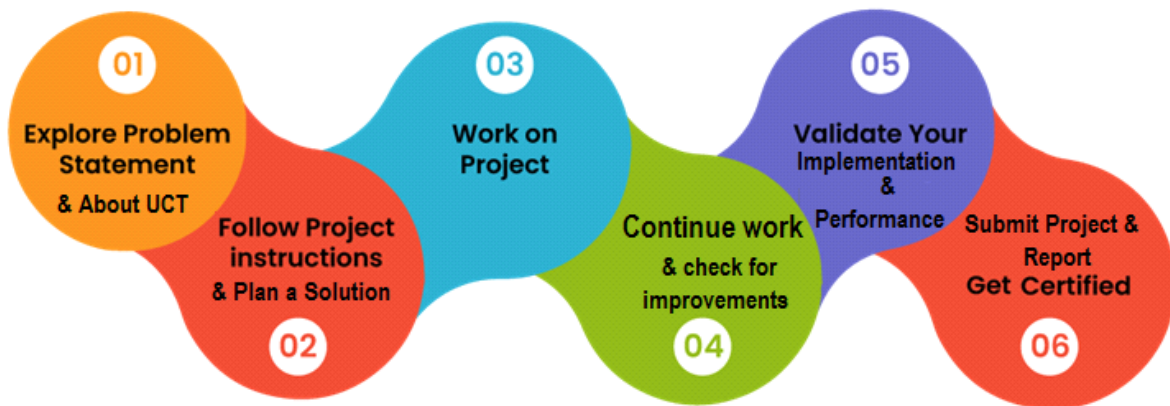 01
Explore Problem
Statement
& About UCT
Follow Project
instructions
& Plan a Solution
02
03
Work on
Project
Continue work
& check for
improvements
04
05
Validate Your
Implementation
&
Performance
Submit Project &
Report
Get Certified
06